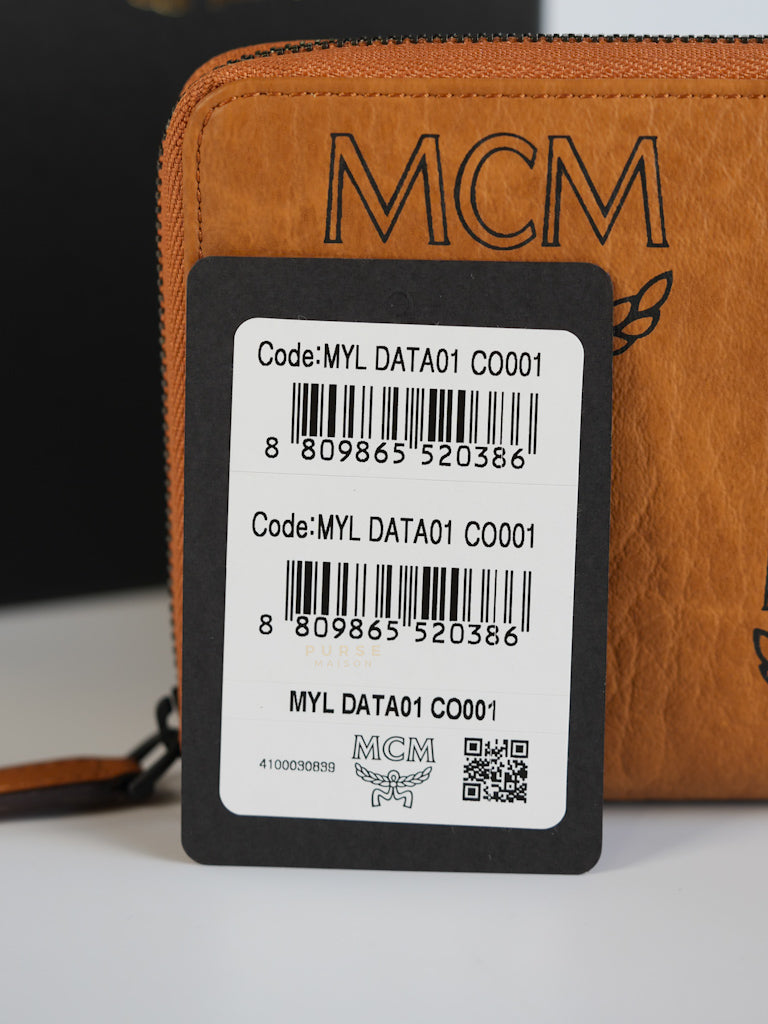 MCM
Code:MYL DATA01 CO001
8 809865 520386
Code:MYL DATA01 CO001
8 809865 520386
PURSE
MAISON
MYL DATA01 CO001
MCM
4100030839